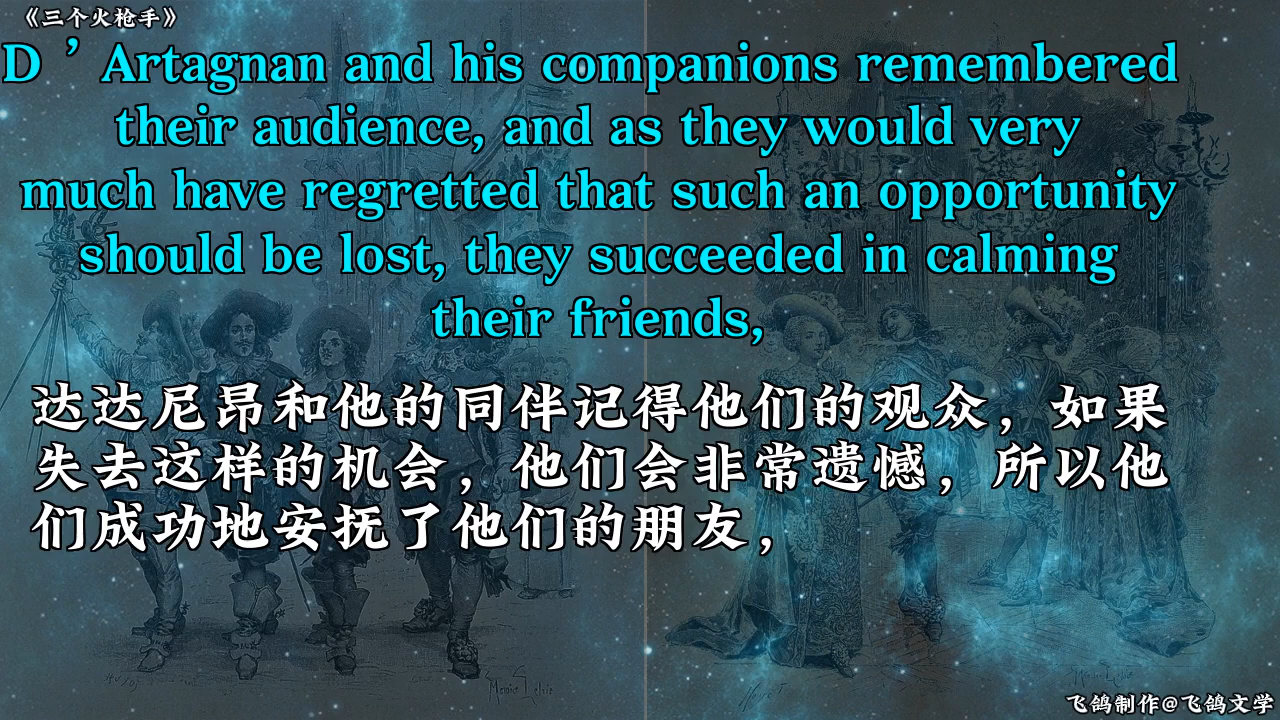 《三个火枪手》
D ’ Artagnan and his companions remembered
their audience, and as they would very
much have regretted that such an opportunity
should be lost, they succeeded in calming
their friends,
达达尼昂和他的同伴记得他们的观众，如果
失去这样的机会，他们会非常遗憾，所以他
们成功地安抚了他们的朋友，
飞鸽制作@飞鸽文学